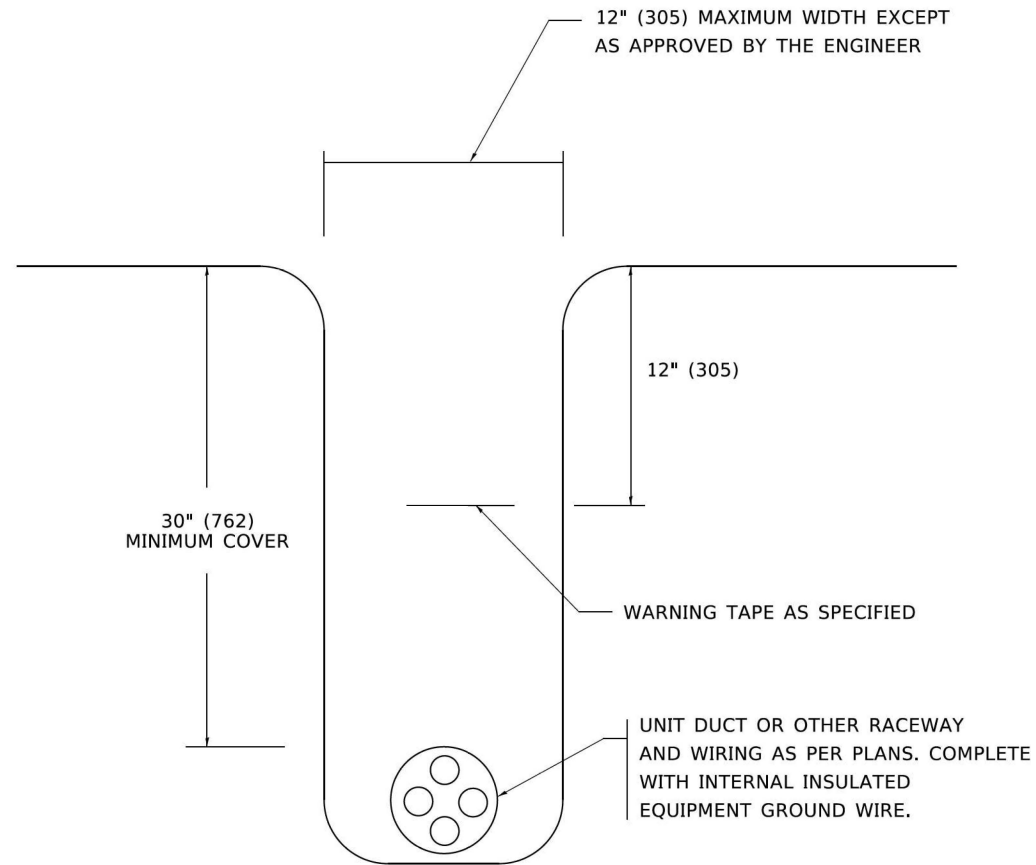 12" (305) MAXIMUM WIDTH EXCEPT
AS APPROVED BY THE ENGINEER
12" (305)
30" (762)
MINIMUM COVER
WARNING TAPE AS SPECIFIED
UNIT DUCT OR OTHER RACEWAY
AND WIRING AS PER PLANS. COMPLETE
WITH INTERNAL INSULATED
EQUIPMENT GROUND WIRE.